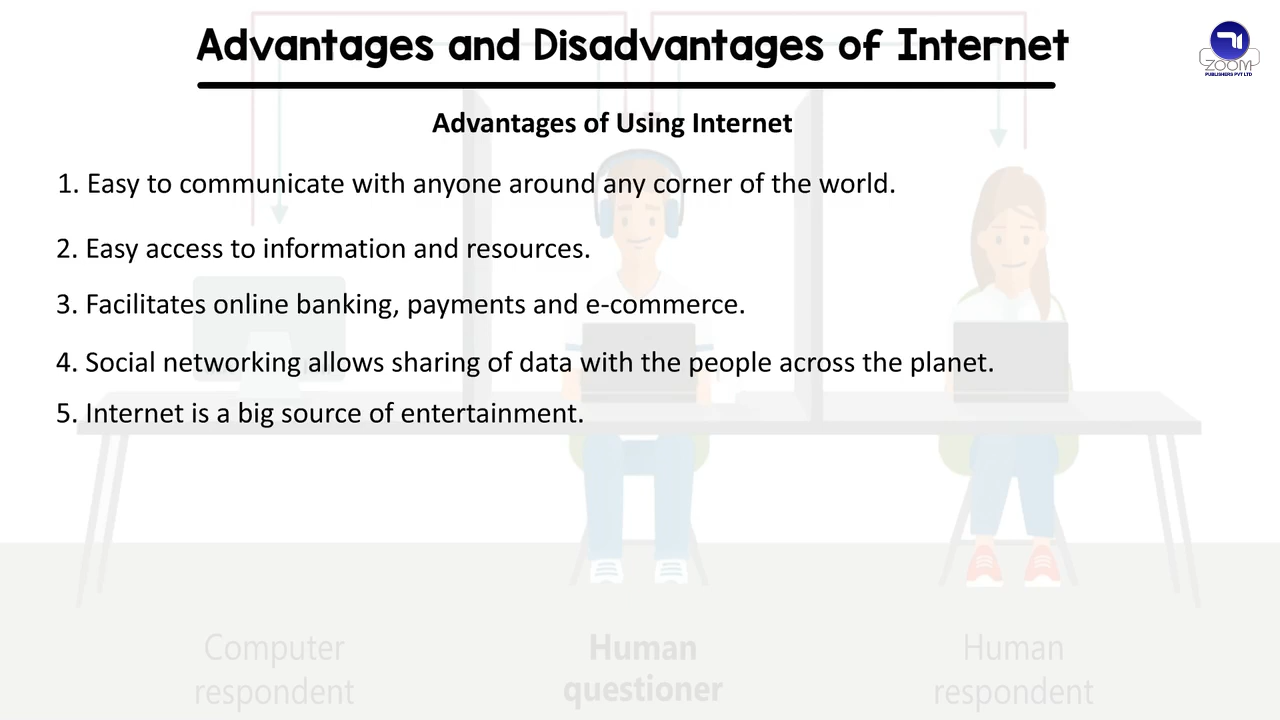 Advantages and Disadvantages of Internet
ZOOM
PUBLISHERS PVT LTD
Advantages of Using Internet
1. Easy to communicate with anyone around any corner of the world.
2. Easy access to information and resources.
3. Facilitates online banking, payments and e-commerce.
4. Social networking allows sharing of data with the people across the planet.
5. Internet is a big source of entertainment.
Computer
respondent
Human
questioner
Human
respondent